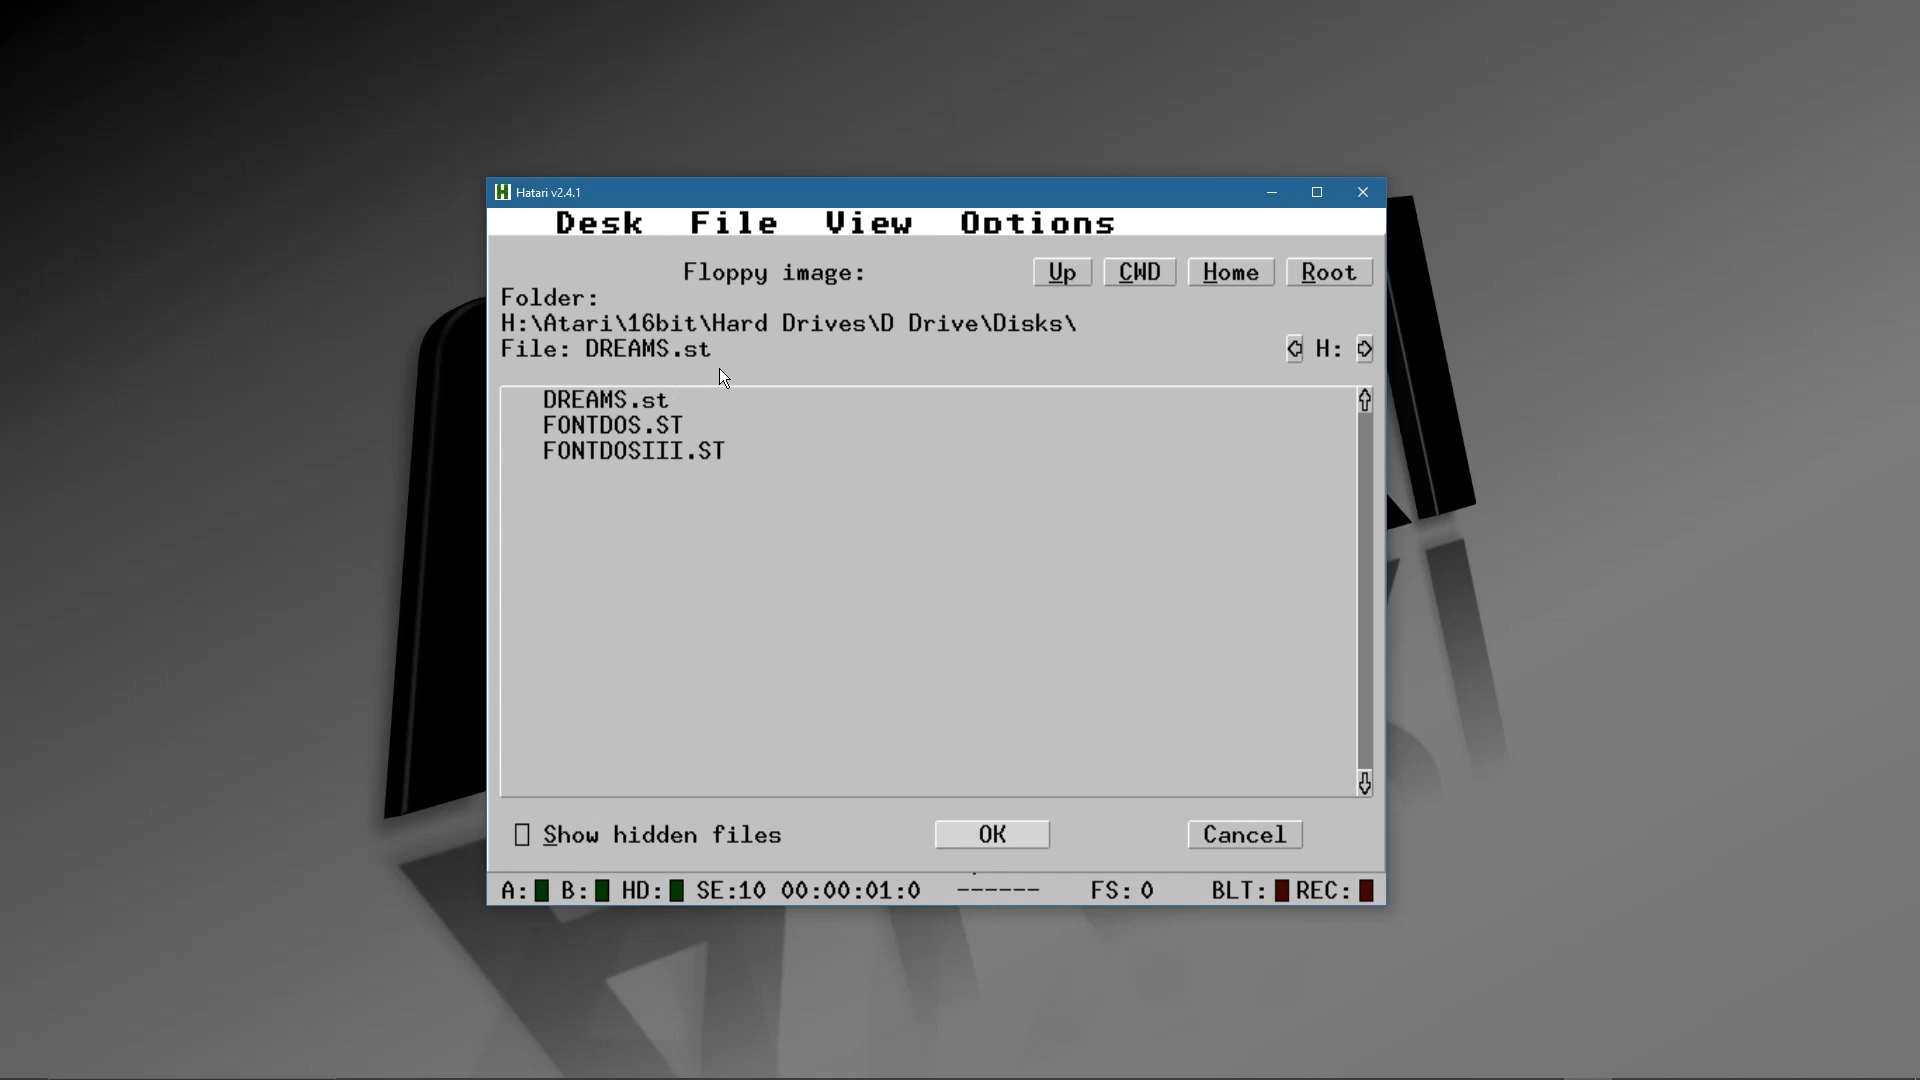 Hatari v2.4.1
Desk File View Options
Floppy image: Up CWD Home Root
Folder:
H:\Atari\16bit\Hard Drives\D Drive\Disks\
File: DREAMS.st H:
DREAMS.st
FONTDOS.ST
FONTDOSIII.ST
Show hidden files OK Cancel
A: B: HD: SE:10 00:00:01:0 ------ FS: 0 BLT: REC: